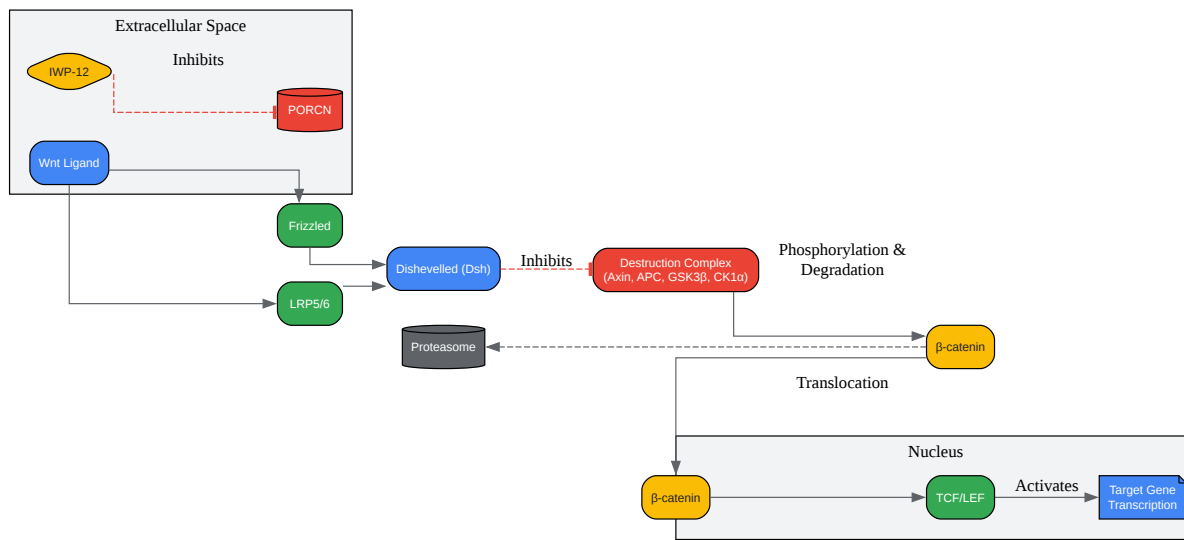 Extracellular Space
Inhibits
IWP-12
PORCN
Wnt Ligand
Frizzled
LRP5/6
Dishevelled (Dsh)
Inhibits
Destruction Complex
(Axin, APC, GSK3β, CK1α)
Phosphorylation &
Degradation
Proteasome
β-catenin
Translocation
Nucleus
β-catenin
TCF/LEF
Activates
Target Gene
Transcription